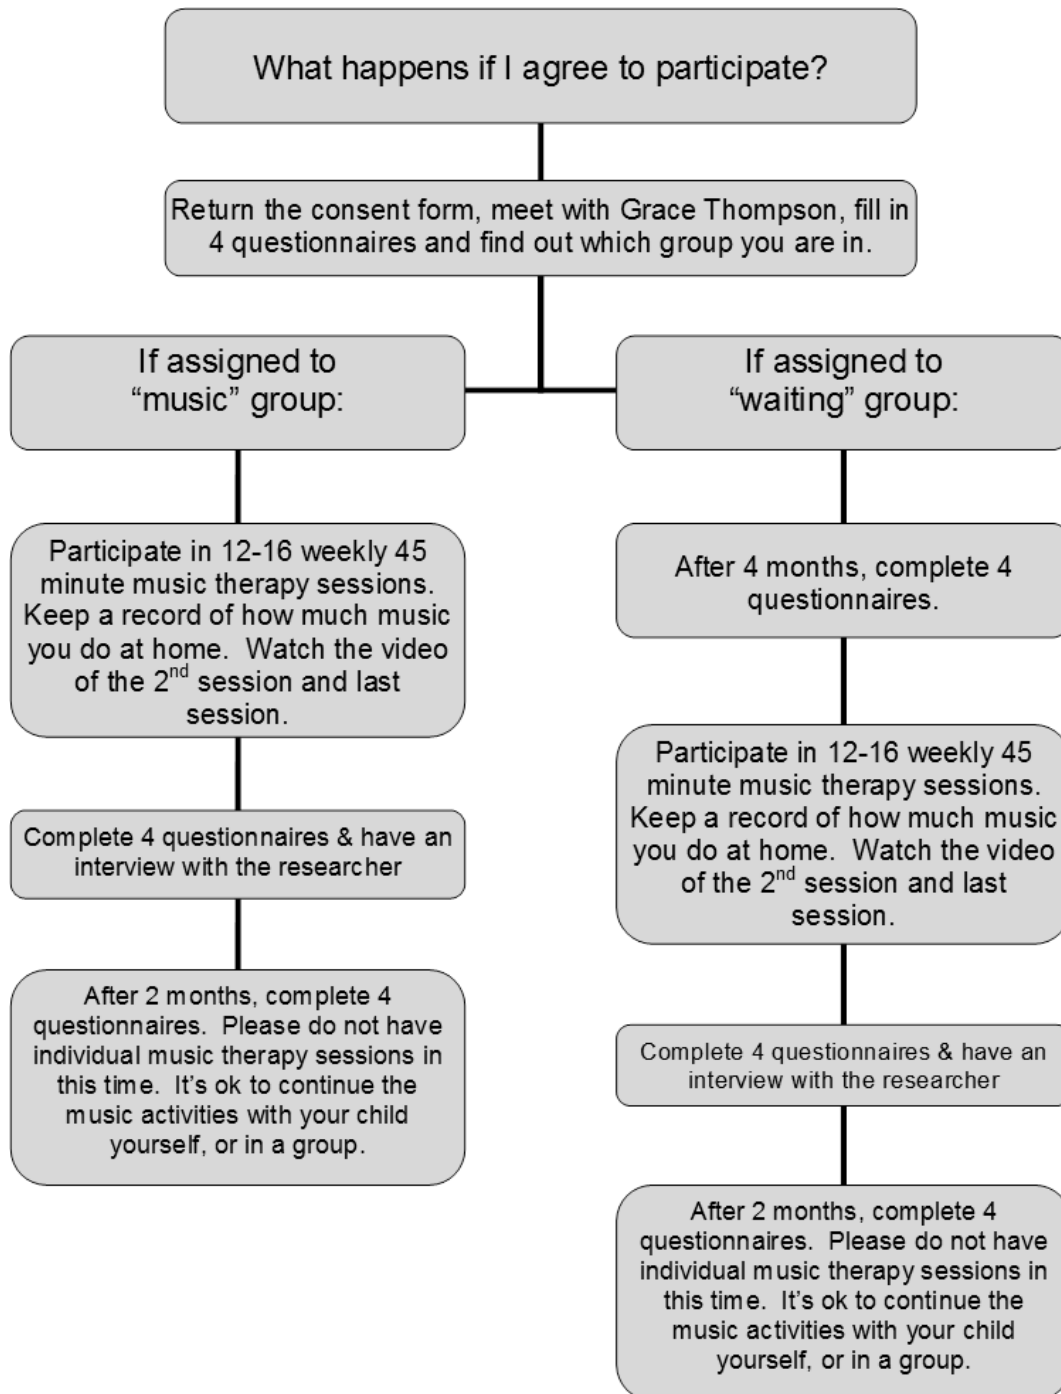 What happens if I agree to participate?
Return the consent form, meet with Grace Thompson, fill in
4 questionnaires and find out which group you are in.
If assigned to
“music” group:
Participate in 12-16 weekly 45
minute music therapy sessions.
Keep a record of how much music
you do at home.  Watch the video
of the 2nd session and last
session.
Complete 4 questionnaires & have an
interview with the researcher
After 2 months, complete 4
questionnaires.  Please do not have
individual music therapy sessions in
this time.  It’s ok to continue the
music activities with your child
yourself, or in a group.
If assigned to
“waiting” group:
After 4 months, complete 4
questionnaires.
Participate in 12-16 weekly 45
minute music therapy sessions.
Keep a record of how much music
you do at home.  Watch the video
of the 2nd session and last
session.
Complete 4 questionnaires & have an
interview with the researcher
After 2 months, complete 4
questionnaires.  Please do not have
individual music therapy sessions in
this time.  It’s ok to continue the
music activities with your child
yourself, or in a group.